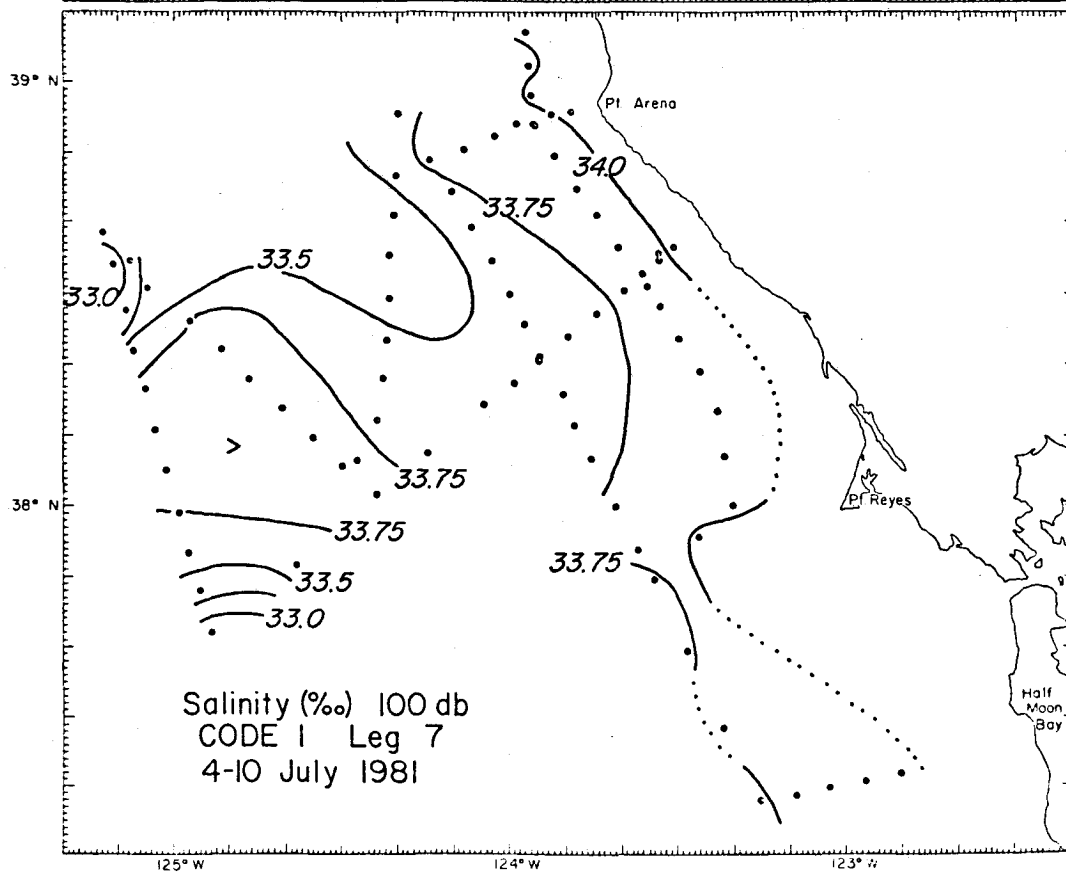 39° N
Pt. Arena
34.0
33.75
33.5
33.0
33.75
38° N
Pt Reyes
33.75
33.75
33.5
33.0
Salinity (‰) 100 db
CODE 1 Leg 7
4-10 July 1981
Half
Moon
Bay
125° W
124° W
123° W